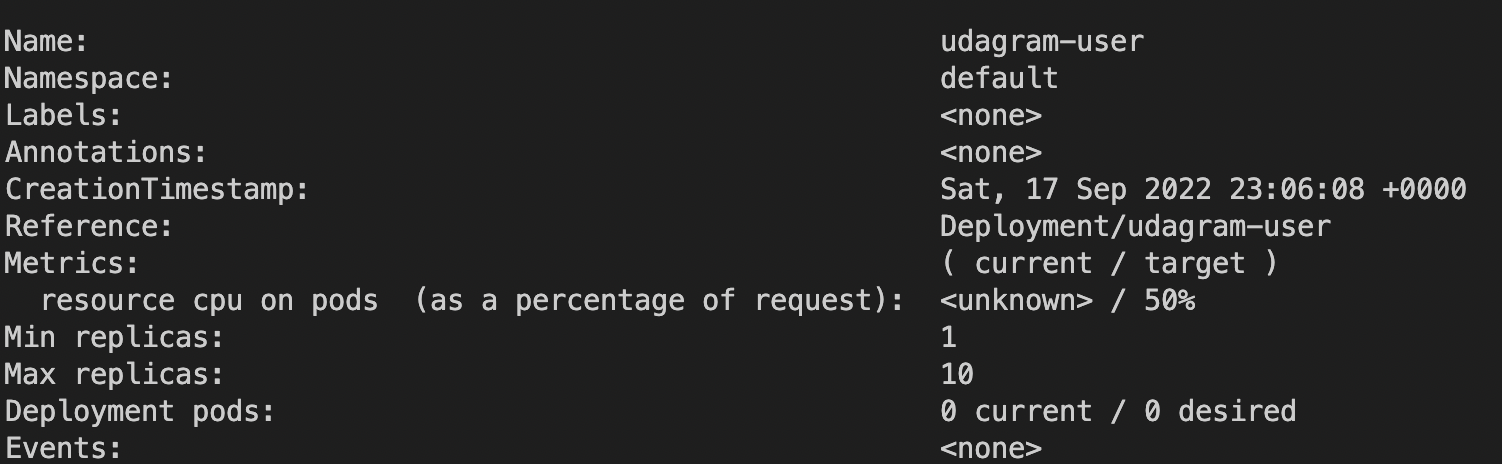 Name: udagram-user
Namespace: default
Labels: <none>
Annotations: <none>
CreationTimestamp: Sat, 17 Sep 2022 23:06:08 +0000
Reference: Deployment/udagram-user
Metrics: ( current / target )
  resource cpu on pods  (as a percentage of request): <unknown> / 50%
Min replicas: 1
Max replicas: 10
Deployment pods: 0 current / 0 desired
Events: <none>